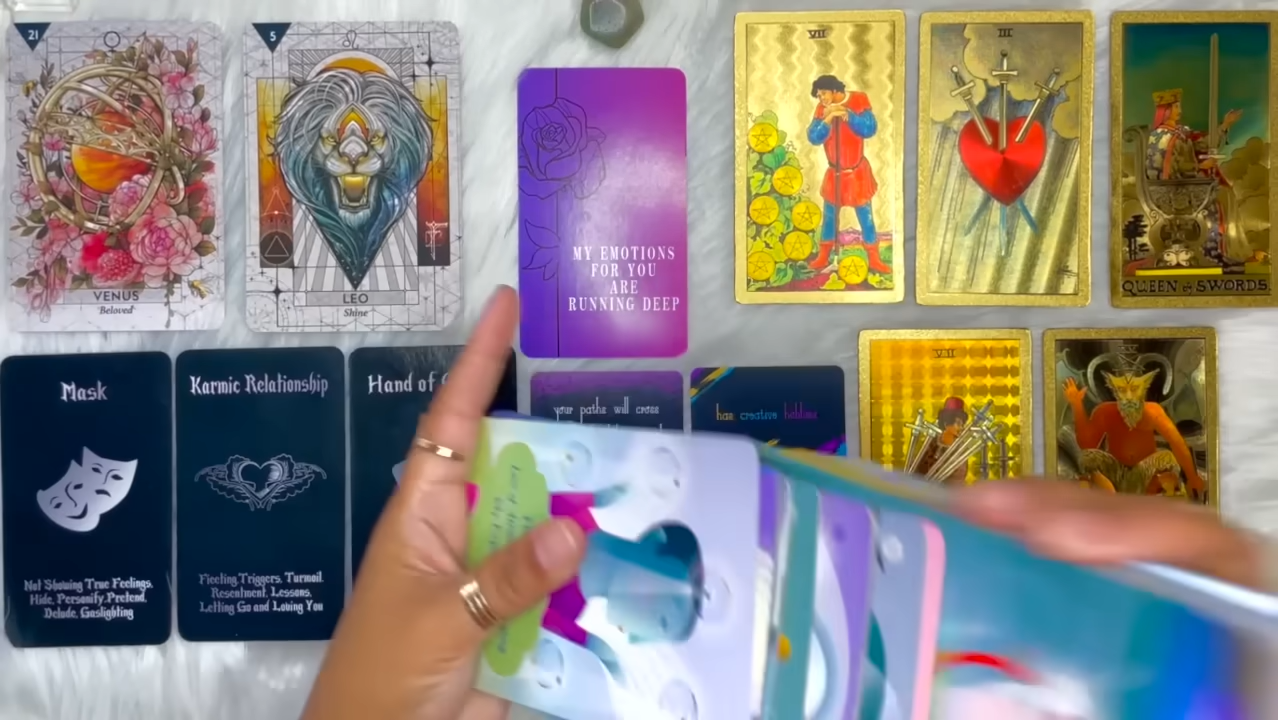 21
VENUS
Beloved
5
LEO
Shine
MY EMOTIONS
FOR YOU
ARE
RUNNING DEEP
VII
III
QUEEN of SWORDS.
Mask
Not Showing True Feelings,
Hide, Personify, Pretend,
Delude, Gaslighting
Karmic Relationship
Fleeting, Triggers, Turmoil,
Resentment, Lessons,
Letting Go and Loving You
Hand of
your paths will cross
has creative hobbies
VII